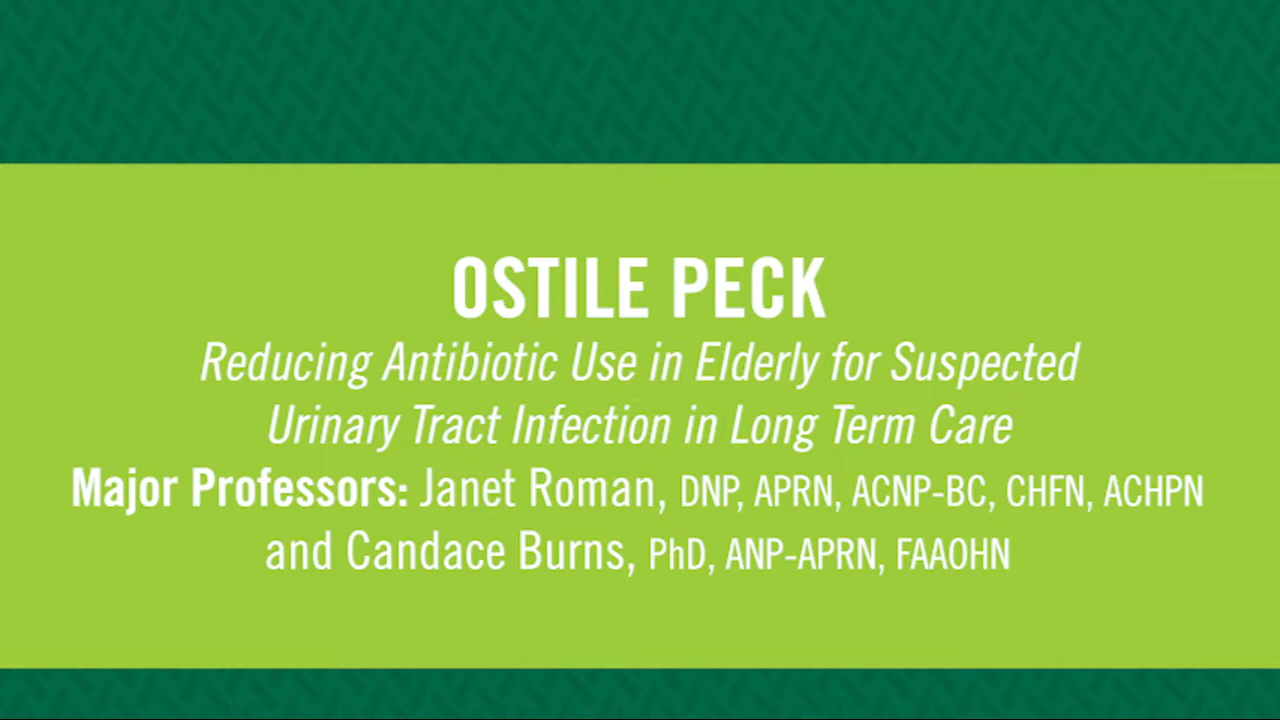 OSTILE PECK
Reducing Antibiotic Use in Elderly for Suspected
Urinary Tract Infection in Long Term Care
Major Professors: Janet Roman, DNP, APRN, ACNP-BC, CHFN, ACHPN
and Candace Burns, PhD, ANP-APRN, FAAOHN